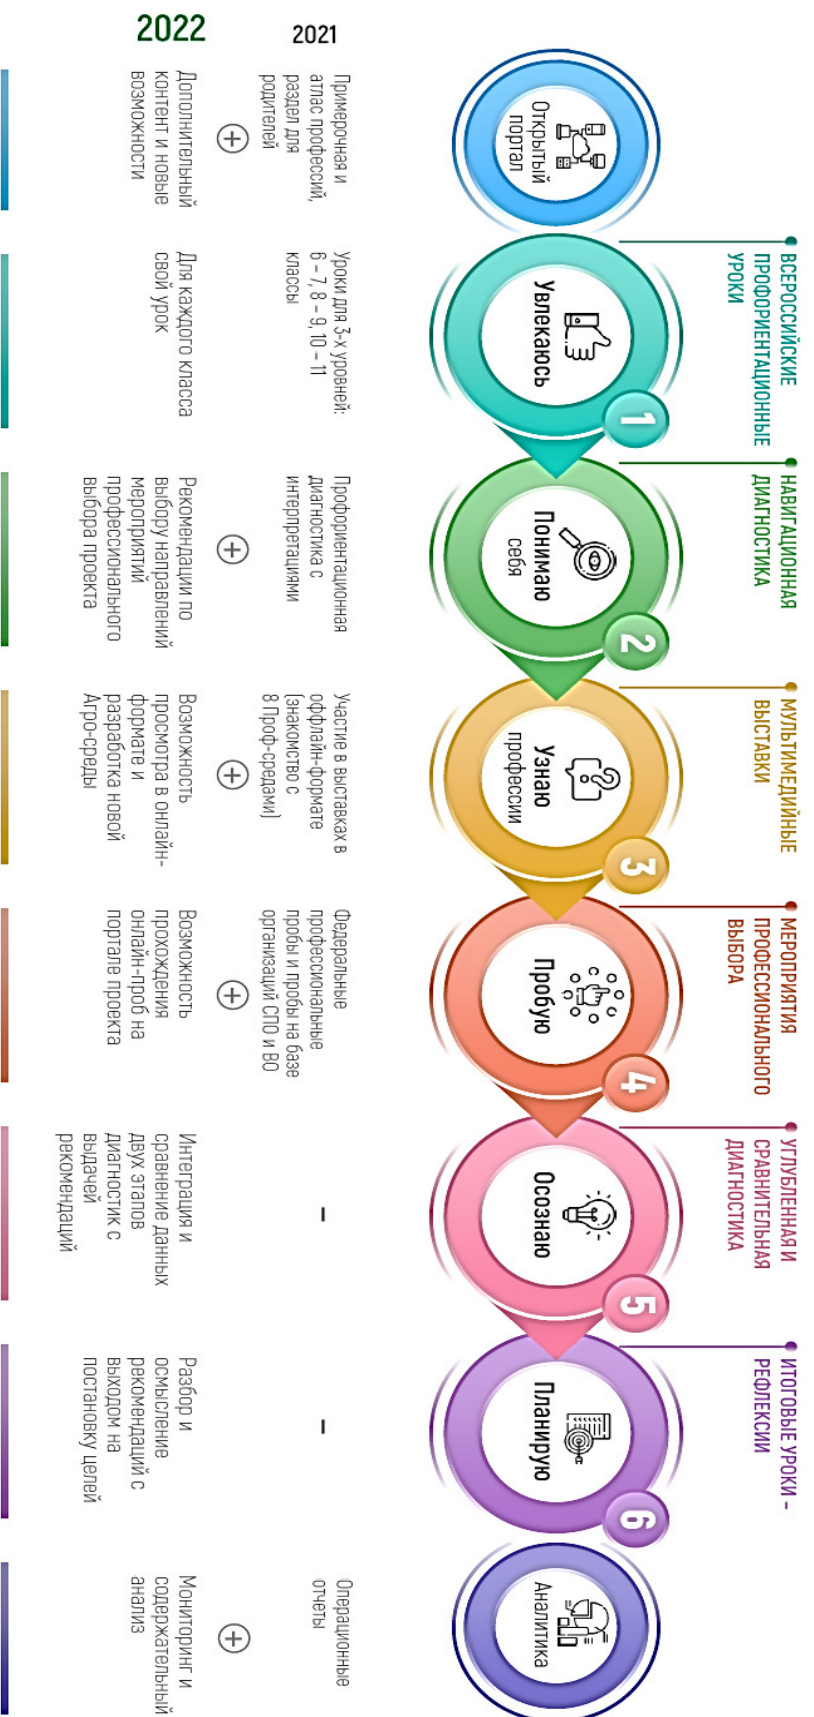 ВСЕРОССИЙСКИЕ
ПРОФОРИЕНТАЦИОННЫЕ
УРОКИ
НАВИГАЦИОННАЯ
ДИАГНОСТИКА
МУЛЬТИМЕДИЙНЫЕ
ВЫСТАВКИ
МЕРОПРИЯТИЯ
ПРОФЕССИОНАЛЬНОГО
ВЫБОРА
УГЛУБЛЕННАЯ И
СРАВНИТЕЛЬНАЯ
ДИАГНОСТИКА
ИТОГОВЫЕ УРОКИ –
РЕФЛЕКСИИ
Открытый
портал
1
Увлекаюсь
2
Понимаю
себя
3
Узнаю
профессии
4
Пробую
5
Осознаю
6
Планирую
Аналитика
2021
Примерочная и
атлас профессий,
раздел для
родителей
Уроки для 3-х уровней:
6 – 7, 8 – 9, 10 – 11
классы
Профориентационная
диагностика с
интерпретациями
Участие в выставках в
оффлайн-формате
(знакомство с
8 Проф-средами)
Федеральные
профессиональные
пробы и пробы на базе
организаций СПО и ВО
–
–
Операционные
отчеты
+
+
+
+
+
2022
Дополнительный
контент и новые
возможности
Для каждого класса
свой урок
Рекомендации по
выбору направлений
мероприятий
профессионального
выбора проекта
Возможность
просмотра в онлайн-
формате и
разработка новой
Агро-среды
Возможность
прохождения
онлайн-проб на
портале проекта
Интеграция и
сравнение данных
двух этапов
диагностик с
выдачей
рекомендаций
Разбор и
осмысление
рекомендаций с
выходом на
постановку целей
Мониторинг и
содержательный
анализ